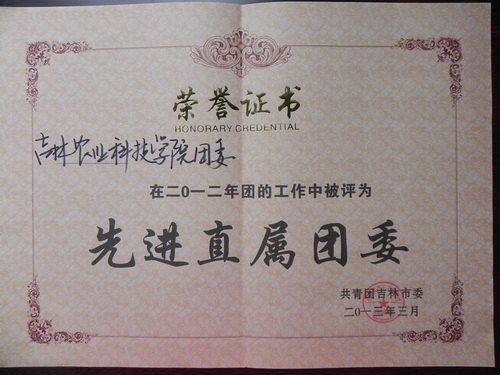 荣誉证书
HONORARY CREDENTIAL
吉林农业科技学院团委
在二0一二年团的工作中被评为
先进直属团委
共青团吉林市委
二0一三年三月